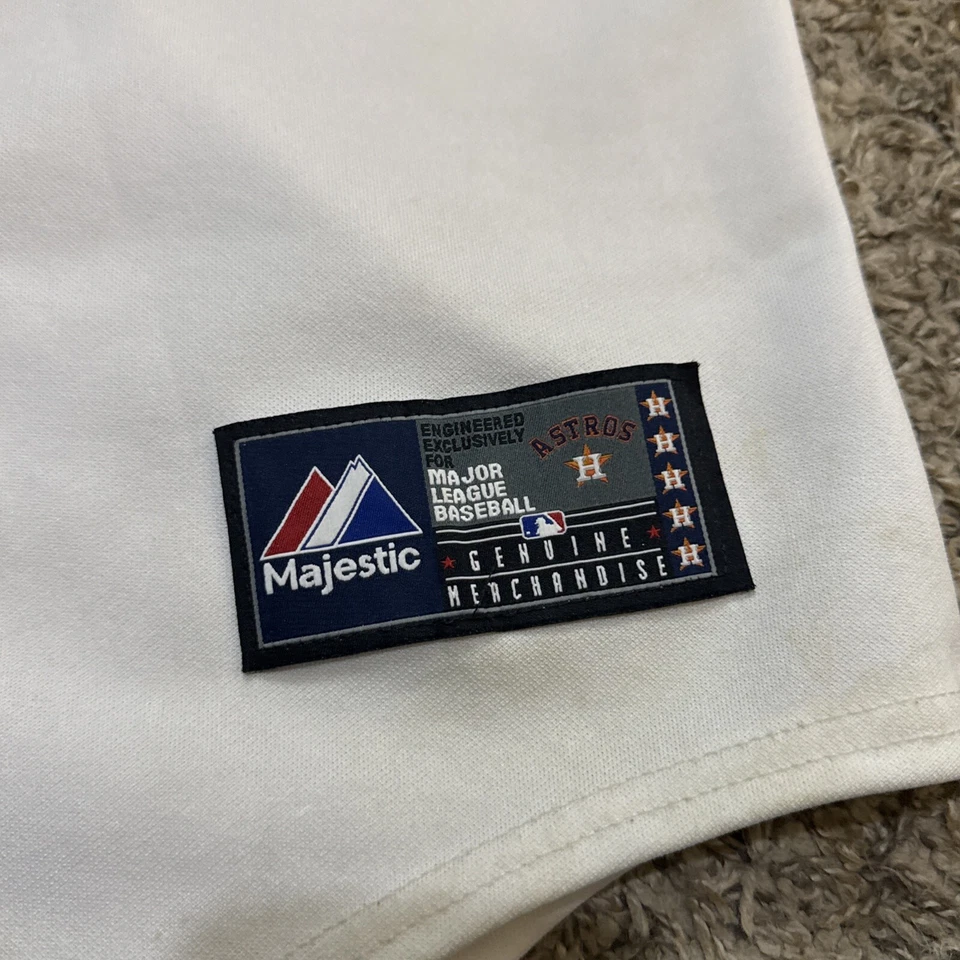 Majestic
ENGINEERED
EXCLUSIVELY
FOR
MAJOR
LEAGUE
BASEBALL
ASTROS
H
GENUINE
MERCHANDISE
H
H
H
H
H